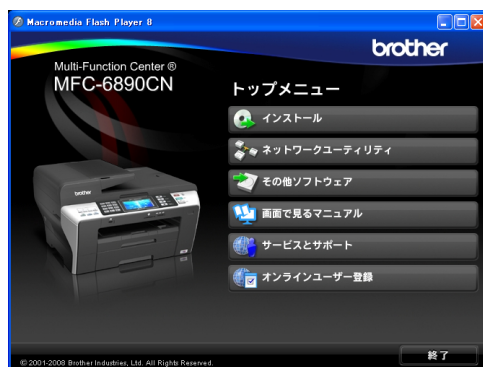 Macromedia Flash Player 8
brother
Multi-Function Center ®
MFC-6890CN
トップメニュー
インストール
ネットワークユーティリティ
その他ソフトウェア
画面で見るマニュアル
サービスとサポート
オンラインユーザー登録
brother
© 2001-2008 Brother Industries, Ltd. All Rights Reserved.
終了